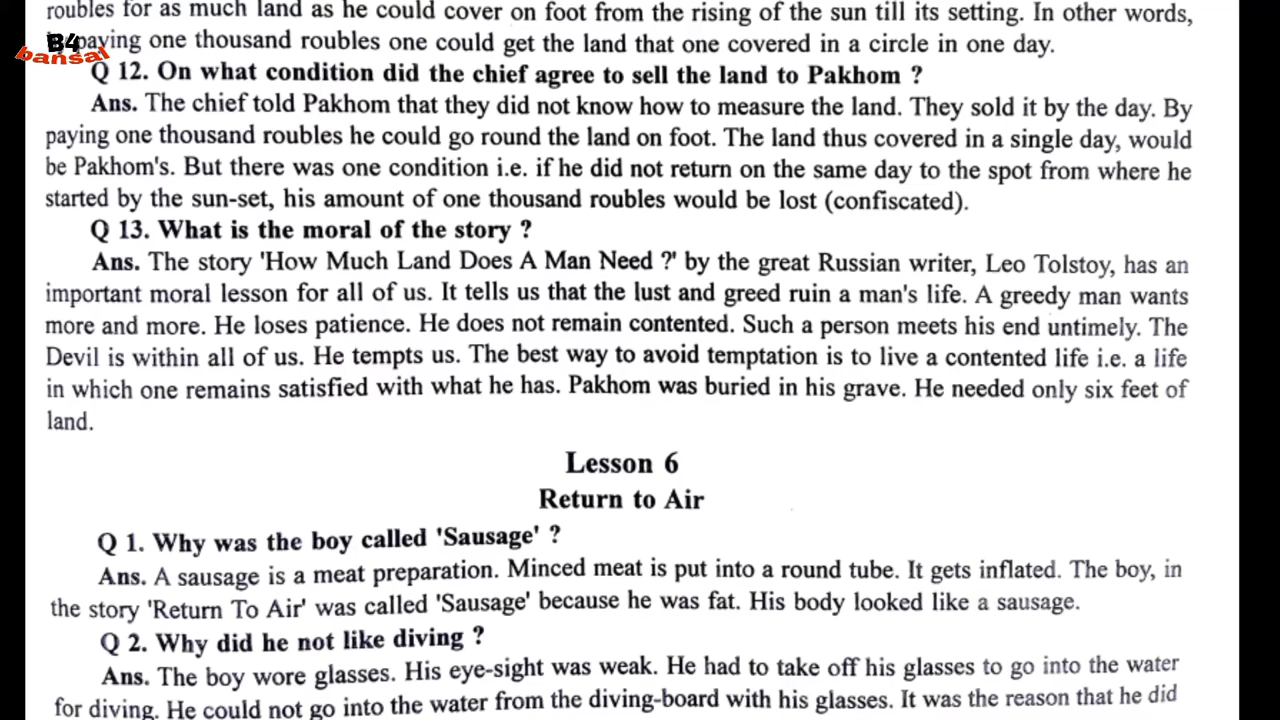 roubles for as much land as he could cover on foot from the rising of the sun till its setting. In other words,
B4
bansal
paying one thousand roubles one could get the land that one covered in a circle in one day.
Q 12. On what condition did the chief agree to sell the land to Pakhom ?
Ans. The chief told Pakhom that they did not know how to measure the land. They sold it by the day. By
paying one thousand roubles he could go round the land on foot. The land thus covered in a single day, would
be Pakhom's. But there was one condition i.e. if he did not return on the same day to the spot from where he
started by the sun-set, his amount of one thousand roubles would be lost (confiscated).
Q 13. What is the moral of the story ?
Ans. The story 'How Much Land Does A Man Need ?' by the great Russian writer, Leo Tolstoy, has an
important moral lesson for all of us. It tells us that the lust and greed ruin a man's life. A greedy man wants
more and more. He loses patience. He does not remain contented. Such a person meets his end untimely. The
Devil is within all of us. He tempts us. The best way to avoid temptation is to live a contented life i.e. a life
in which one remains satisfied with what he has. Pakhom was buried in his grave. He needed only six feet of
land.
Lesson 6
Return to Air
Q 1. Why was the boy called 'Sausage' ?
Ans. A sausage is a meat preparation. Minced meat is put into a round tube. It gets inflated. The boy, in
the story 'Return To Air' was called 'Sausage' because he was fat. His body looked like a sausage.
Q 2. Why did he not like diving ?
Ans. The boy wore glasses. His eye-sight was weak. He had to take off his glasses to go into the water
for diving. He could not go into the water from the diving-board with his glasses. It was the reason that he did